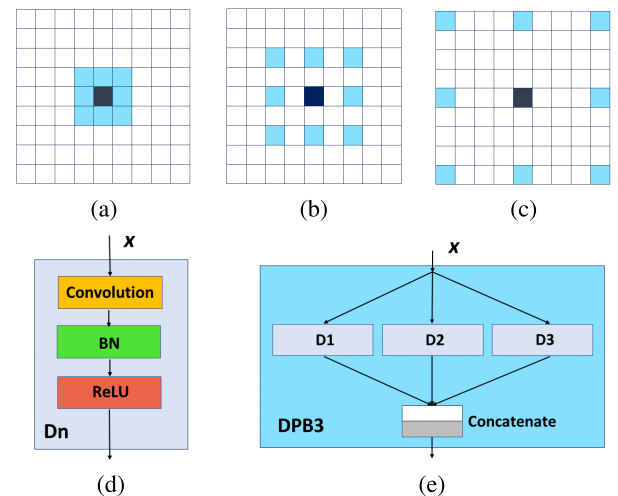 (a)
(b)
(c)
x
Convolution
BN
ReLU
Dn
(d)
x
D1
D2
D3
Concatenate
DPB3
(e)